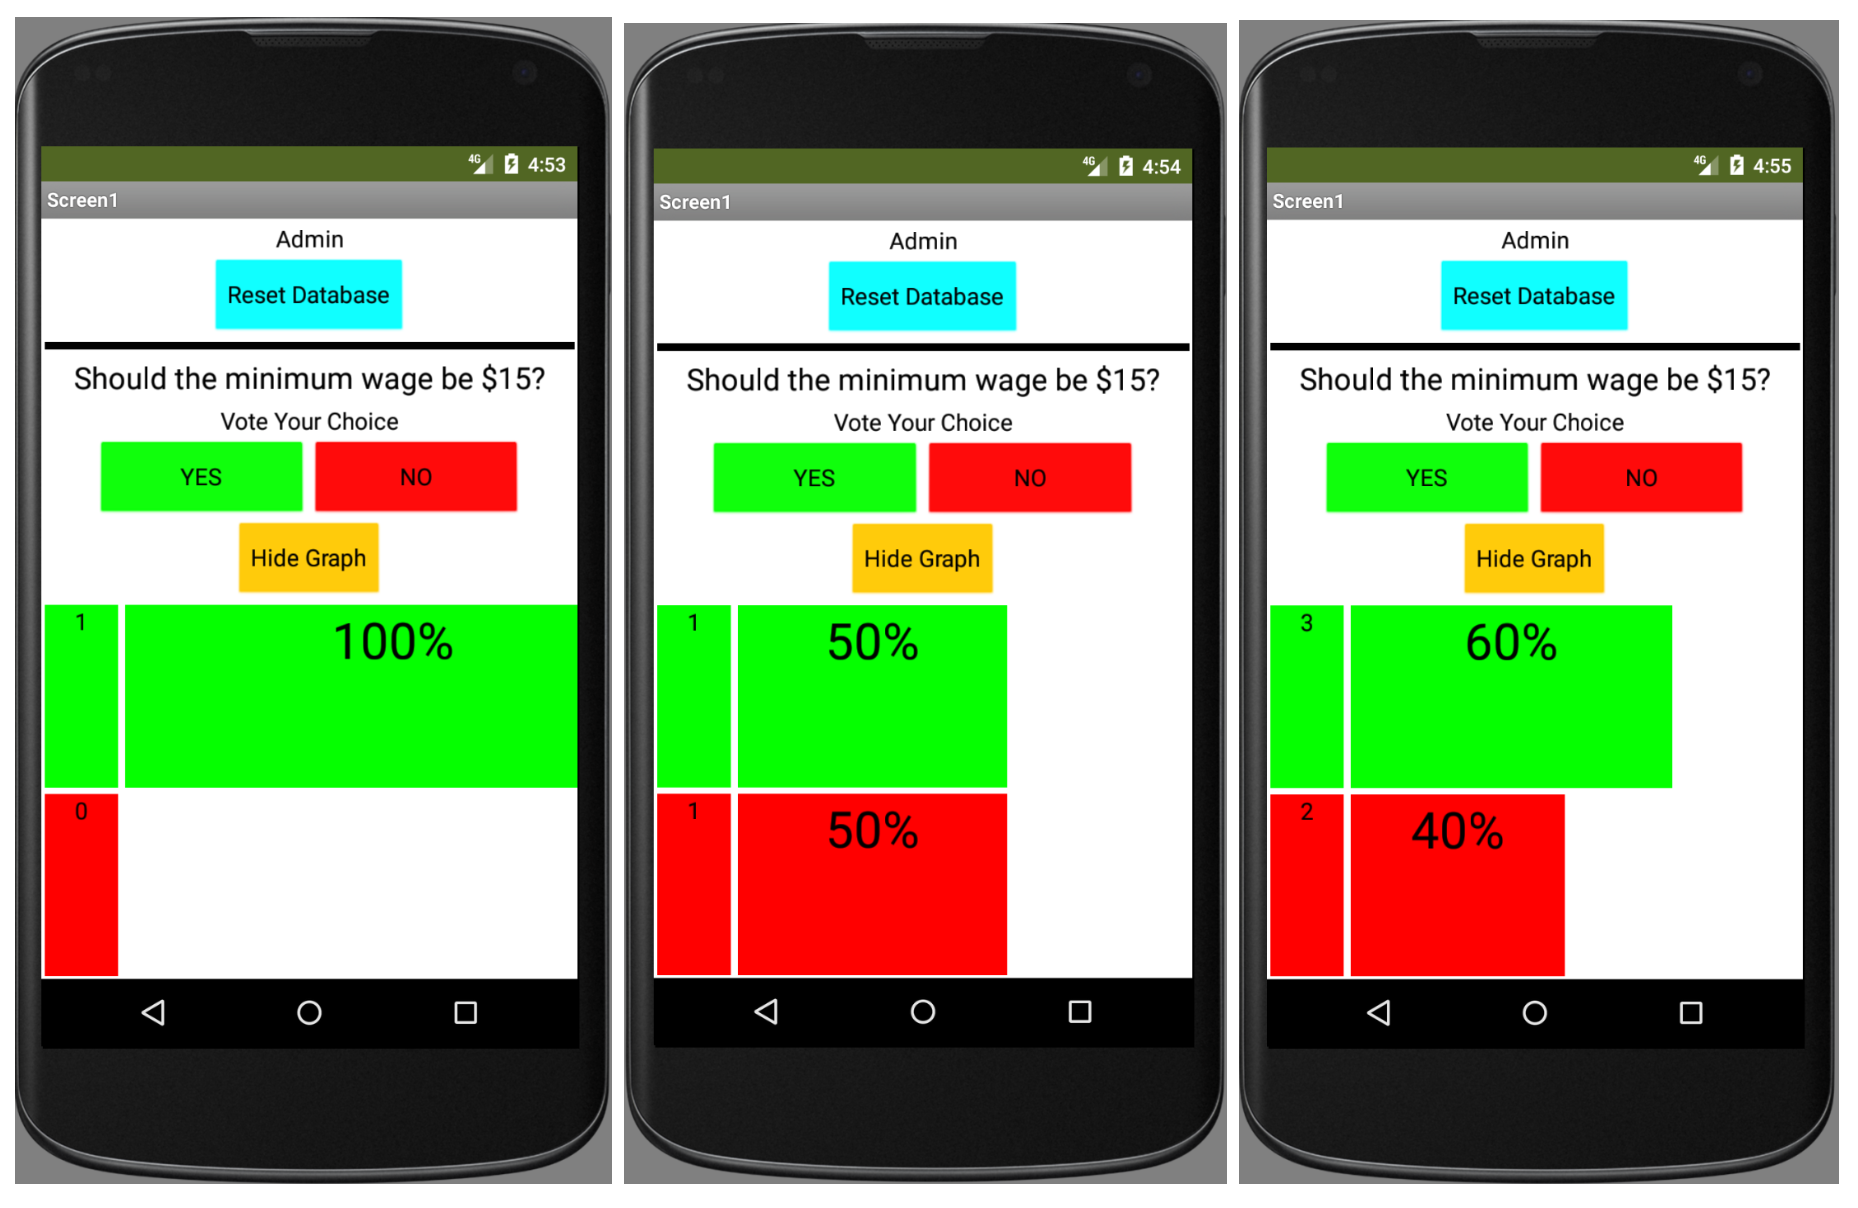 4G 4:53
Screen1
Admin
Reset Database
Should the minimum wage be $15?
Vote Your Choice
YES NO
Hide Graph
1 100%
0
4G 4:54
Screen1
Admin
Reset Database
Should the minimum wage be $15?
Vote Your Choice
YES NO
Hide Graph
1 50%
1 50%
4G 4:55
Screen1
Admin
Reset Database
Should the minimum wage be $15?
Vote Your Choice
YES NO
Hide Graph
3 60%
2 40%